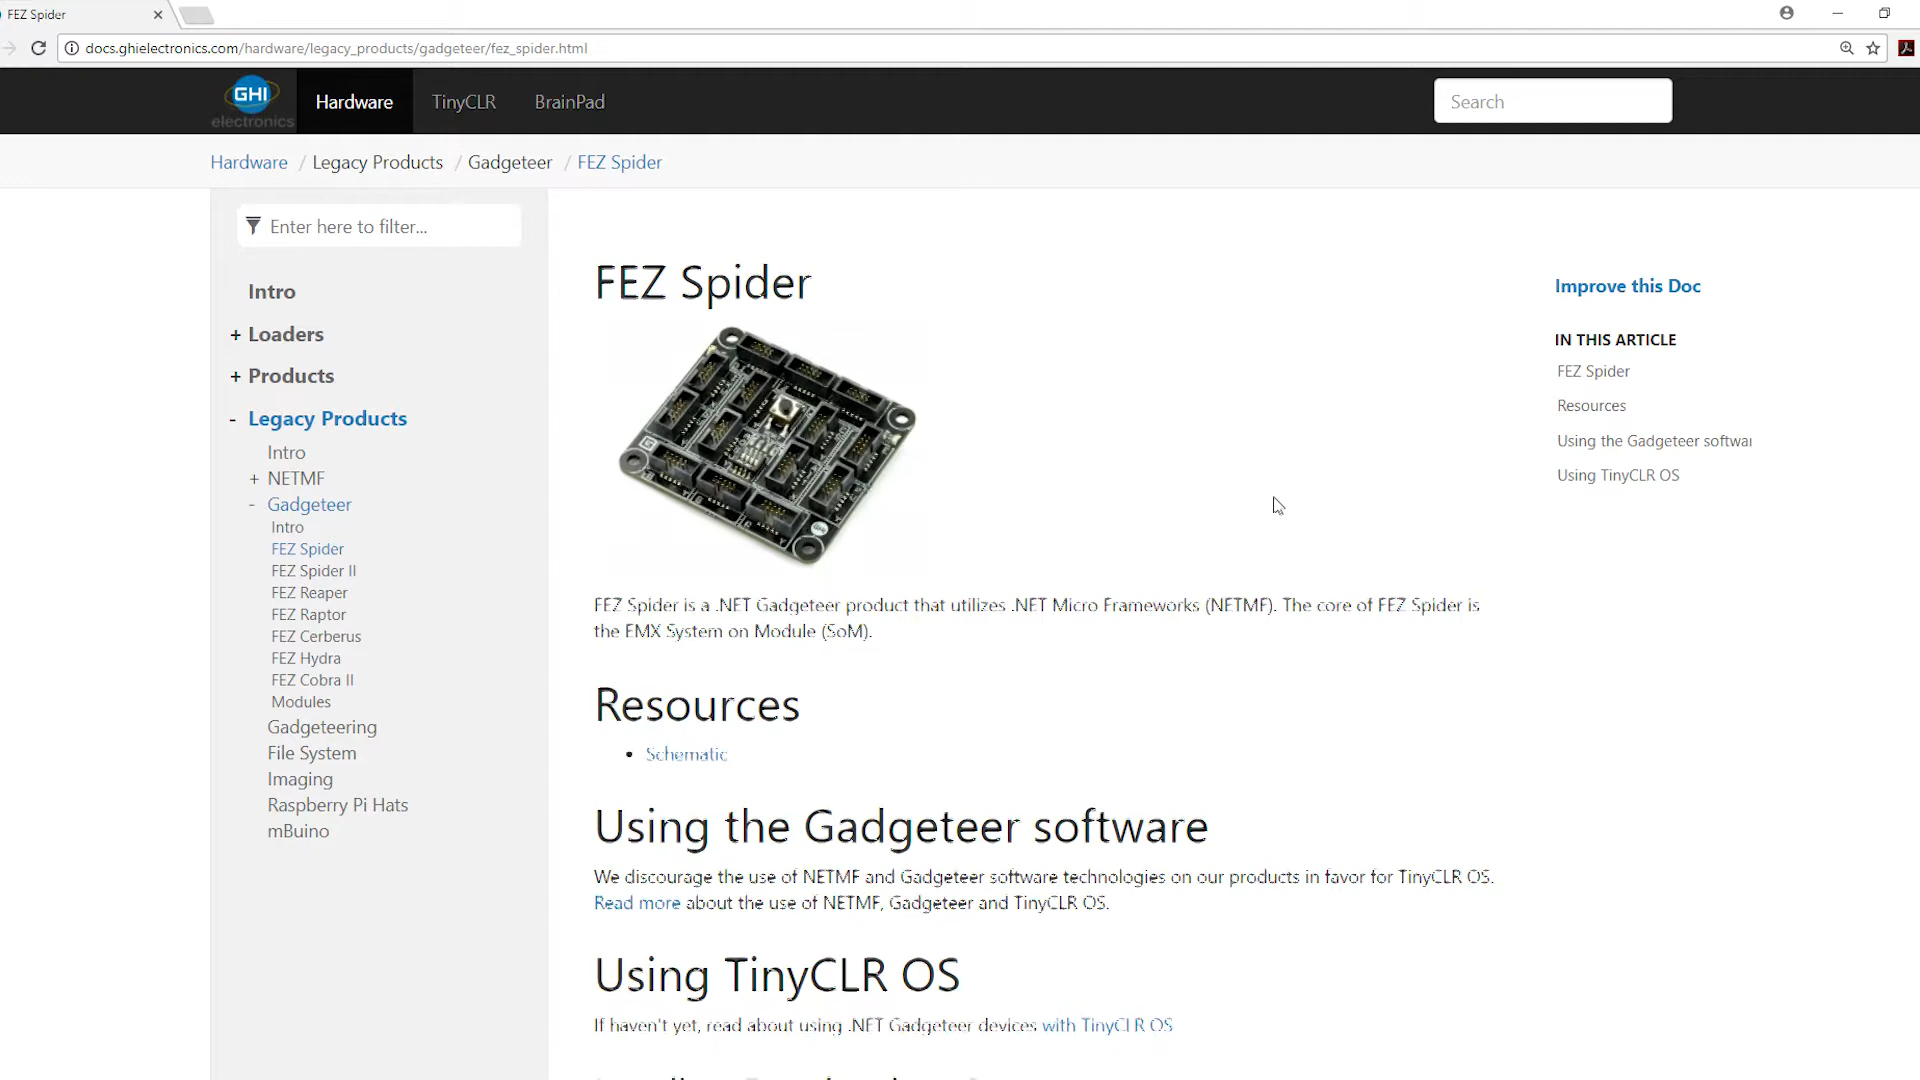 FEZ Spider
docs.ghielectronics.com/hardware/legacy_products/gadgeteer/fez_spider.html
GHI
electronics
Hardware
TinyCLR
BrainPad
Search
Hardware / Legacy Products / Gadgeteer / FEZ Spider
Enter here to filter...
Intro
+ Loaders
+ Products
- Legacy Products
Intro
+ NETMF
- Gadgeteer
Intro
FEZ Spider
FEZ Spider II
FEZ Reaper
FEZ Raptor
FEZ Cerberus
FEZ Hydra
FEZ Cobra II
Modules
Gadgeteering
File System
Imaging
Raspberry Pi Hats
mBuino
FEZ Spider
FEZ Spider is a .NET Gadgeteer product that utilizes .NET Micro Frameworks (NETMF). The core of FEZ Spider is
the EMX System on Module (SoM).
Resources
• Schematic
Using the Gadgeteer software
We discourage the use of NETMF and Gadgeteer software technologies on our products in favor for TinyCLR OS.
Read more about the use of NETMF, Gadgeteer and TinyCLR OS.
Using TinyCLR OS
If haven't yet, read about using .NET Gadgeteer devices with TinyCLR OS
Improve this Doc
IN THIS ARTICLE
FEZ Spider
Resources
Using the Gadgeteer softwar
Using TinyCLR OS